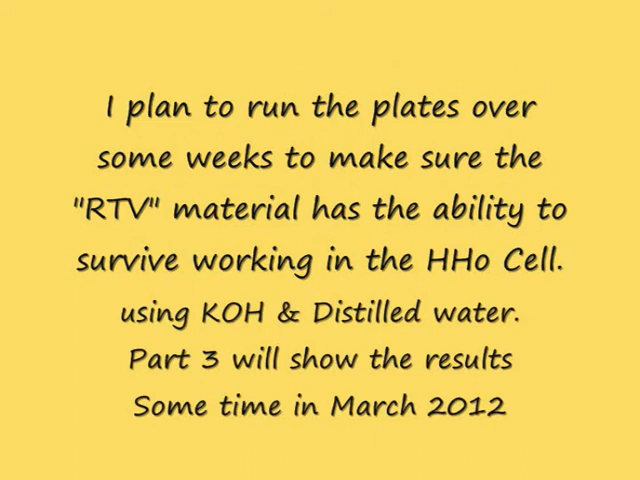 I plan to run the plates over
some weeks to make sure the
"RTV" material has the ability to
survive working in the HHo Cell.
using KOH & Distilled water.
Part 3 will show the results
Some time in March 2012